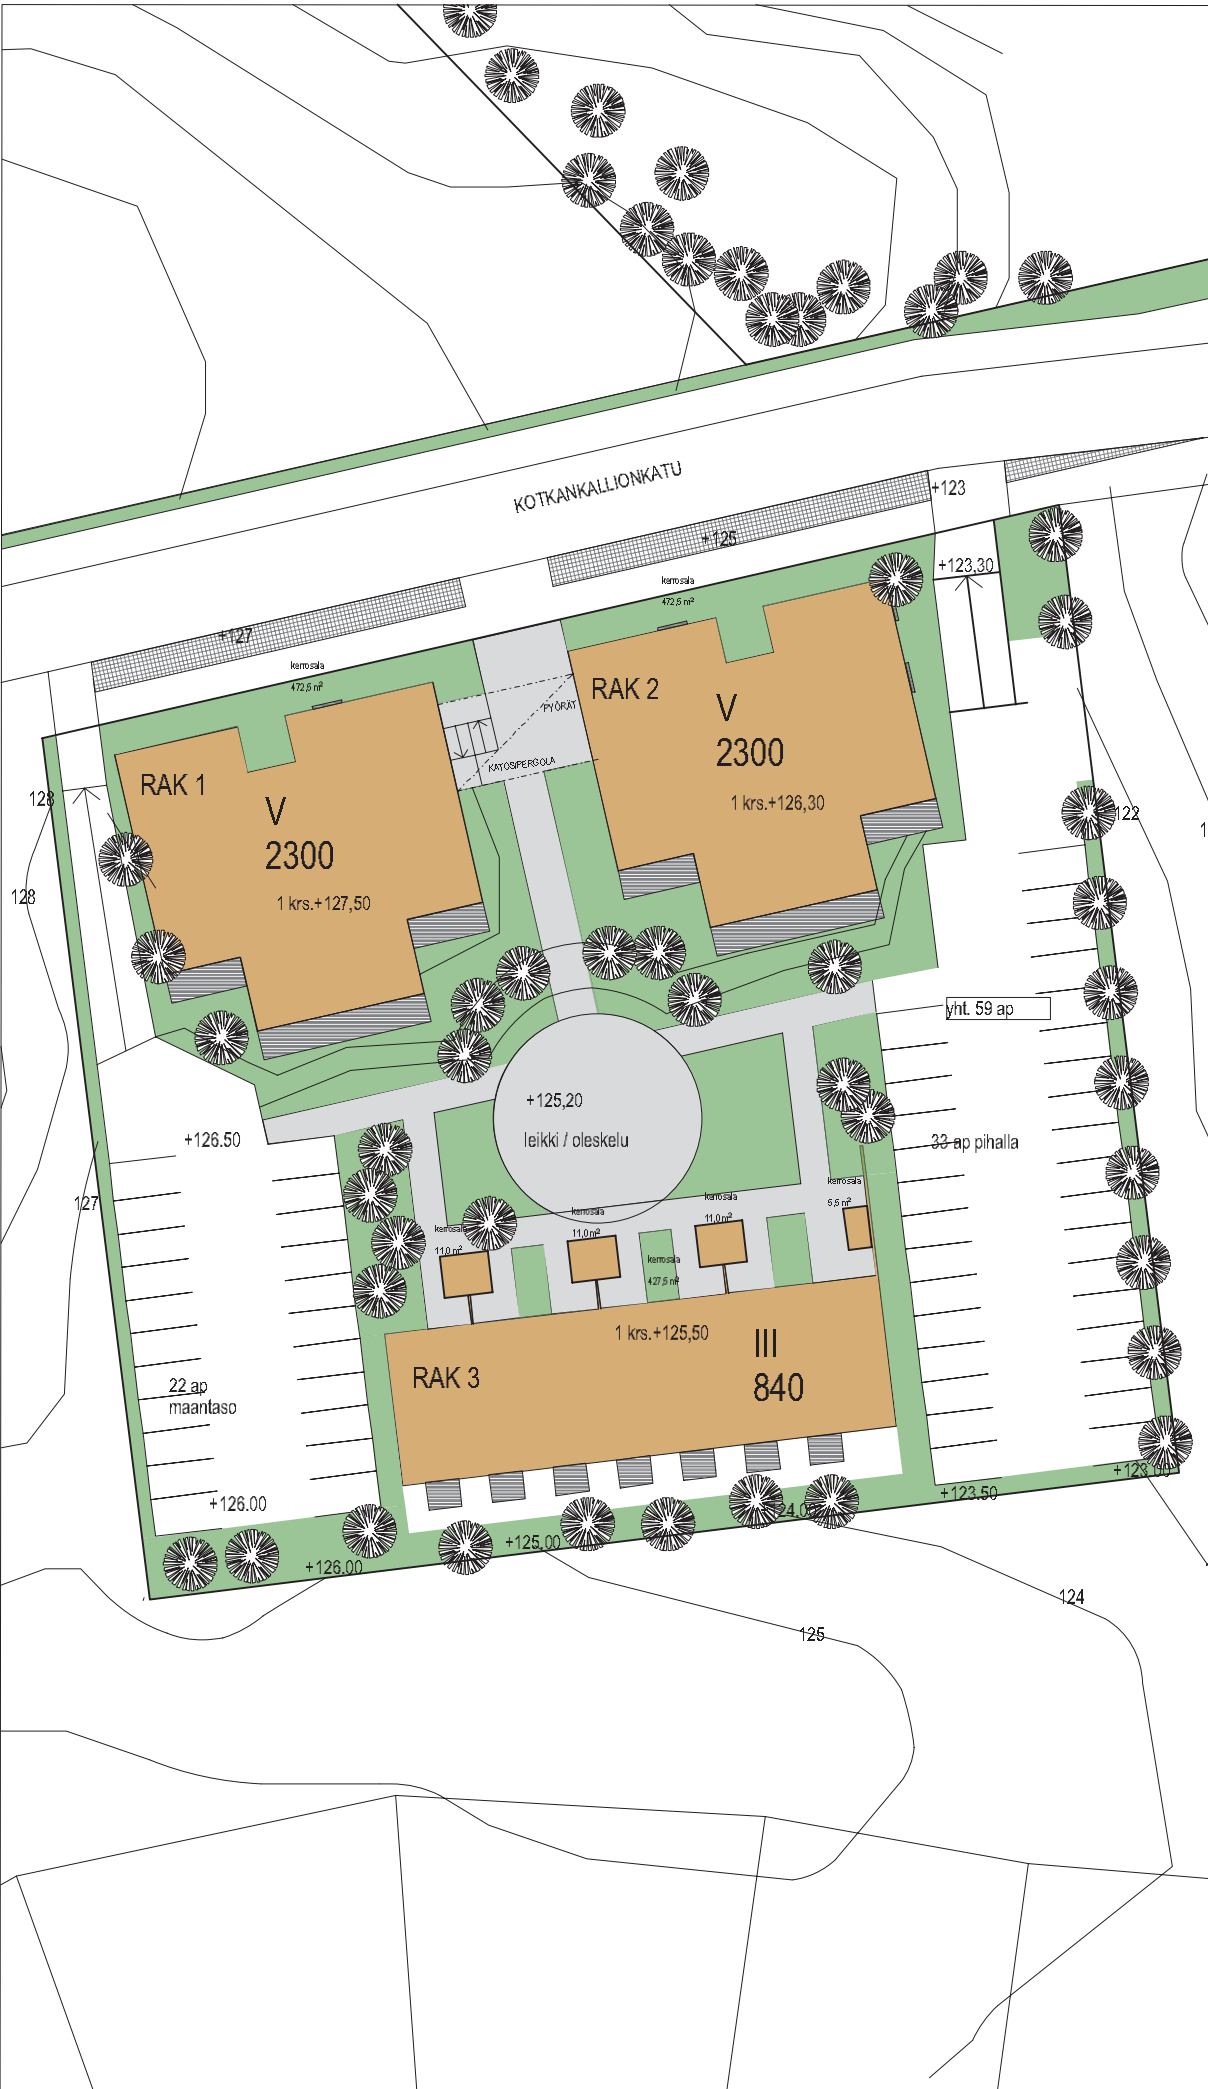 KOTKANKALLIONKATU
+123
+125
+123,30
kerrosala
472,5 m²
+127
kerrosala
472,5 m²
RAK 2
V
2300
1 krs.+126,30
PYÖRÄT
KATOS/PERGOLA
RAK 1
V
2300
1 krs.+127,50
128
128
122
1
yht. 59 ap
+125,20
leikki / oleskelu
+126.50
33 ap pihalla
127
kerrosala
5,5 m²
kerrosala
11,0 m²
kerrosala
11,0 m²
kerrosala
11,0 m²
kerrosala
427,5 m²
1 krs.+125,50
III
840
RAK 3
22 ap
maantaso
+126.00
+123.00
+123.50
24.00
+125.00
+126.00
124
125